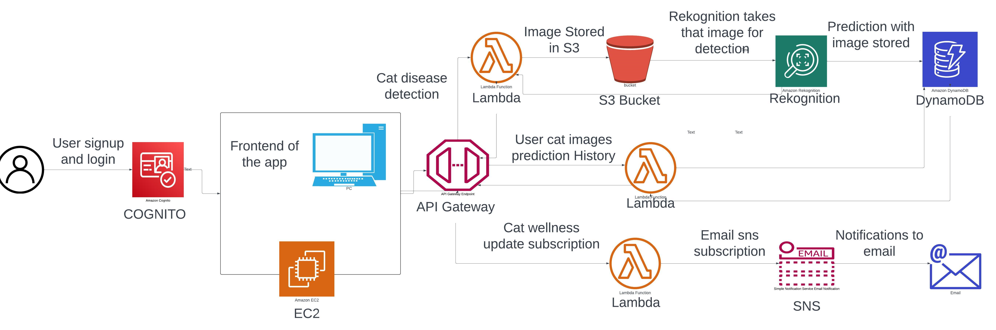 User signup
and login
Text
Amazon Cognito
COGNITO
Frontend of
the app
PC
Amazon EC2
EC2
Cat disease
detection
API Gateway Endpoint
API Gateway
Lambda Function
Lambda
Image Stored
in S3
Bucket
S3 Bucket
Rekognition takes
that image for
detection
Amazon Rekognition
Rekognition
Prediction with
image stored
Amazon DynamoDB
DynamoDB
Text
Text
User cat images
prediction History
Lambda Function
Lambda
Cat wellness
update subscription
Lambda Function
Lambda
Email sns
subscription
EMAIL
Simple Notification Service Email Notification
SNS
Notifications to
email
@
Email